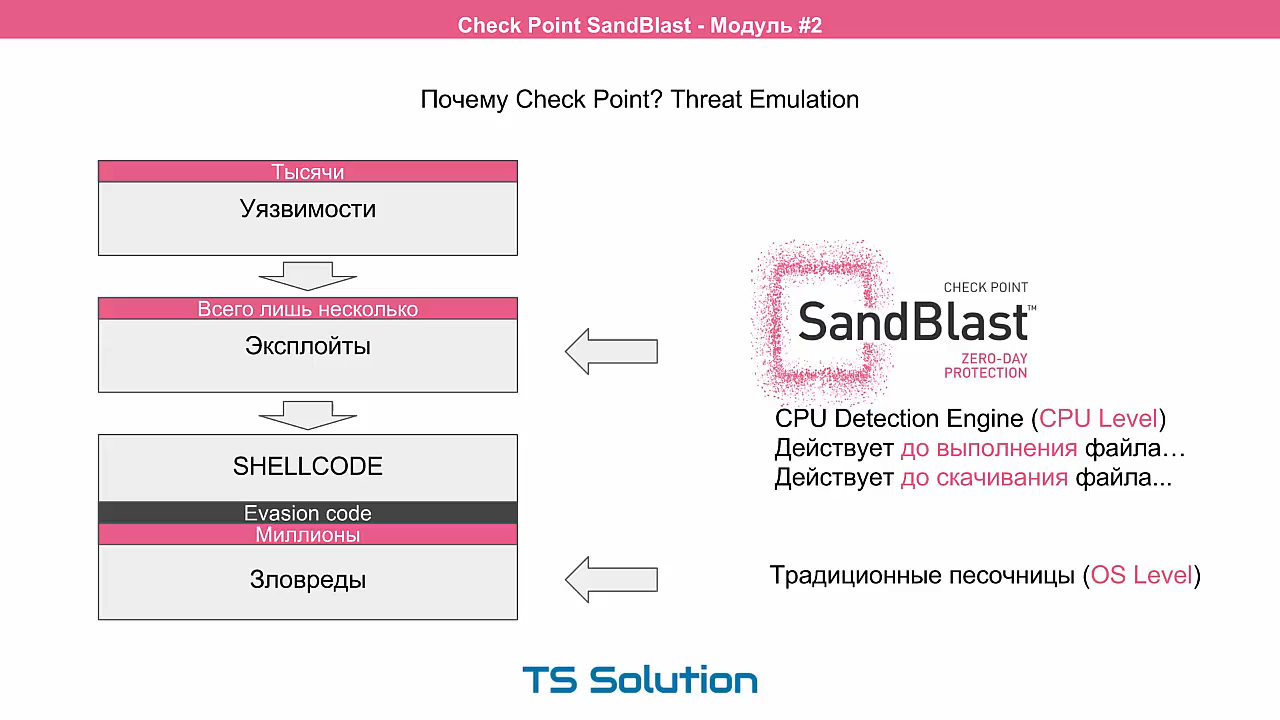 Check Point SandBlast - Модуль #2
Почему Check Point? Threat Emulation
Тысячи
Уязвимости
Всего лишь несколько
Эксплойты
SHELLCODE
Evasion code
Миллионы
Зловреды
CHECK POINT
SandBlast™
ZERO-DAY
PROTECTION
CPU Detection Engine (CPU Level)
Действует до выполнения файла…
Действует до скачивания файла...
Традиционные песочницы (OS Level)
TS Solution